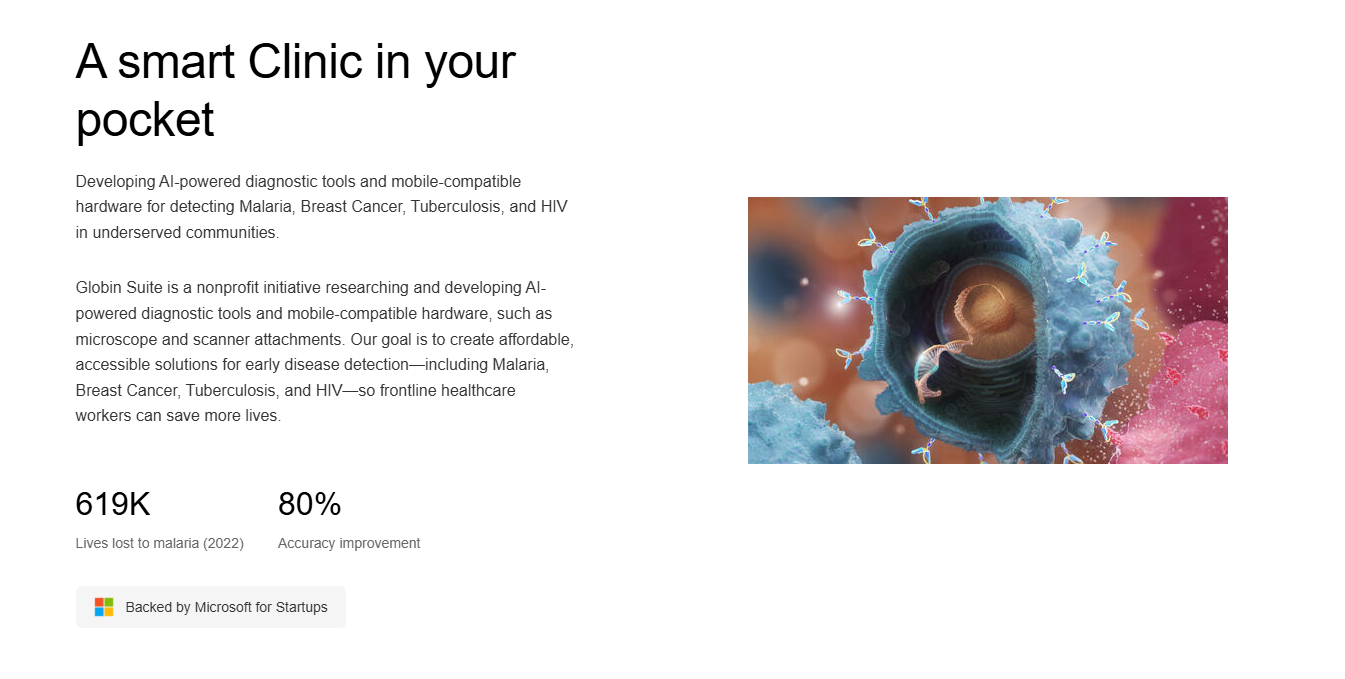 A smart Clinic in your
pocket
Developing AI-powered diagnostic tools and mobile-compatible
hardware for detecting Malaria, Breast Cancer, Tuberculosis, and HIV
in underserved communities.
Globin Suite is a nonprofit initiative researching and developing AI-
powered diagnostic tools and mobile-compatible hardware, such as
microscope and scanner attachments. Our goal is to create affordable,
accessible solutions for early disease detection—including Malaria,
Breast Cancer, Tuberculosis, and HIV—so frontline healthcare
workers can save more lives.
619K
80%
Lives lost to malaria (2022)
Accuracy improvement
Backed by Microsoft for Startups